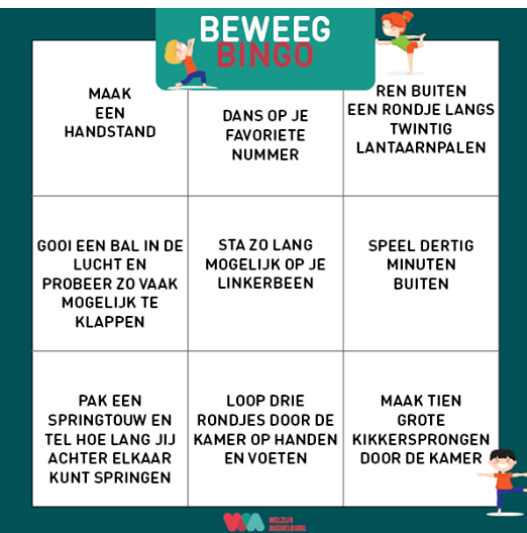 BEWEEG
BINGO
MAAK
EEN
HANDSTAND
DANS OP JE
FAVORIETE
NUMMER
REN BUITEN
EEN RONDJE LANGS
TWINTIG
LANTAARNPALEN
GOOI EEN BAL IN DE
LUCHT EN
PROBEER ZO VAAK
MOGELIJK TE
KLAPPEN
STA ZO LANG
MOGELIJK OP JE
LINKERBEEN
SPEEL DERTIG
MINUTEN
BUITEN
PAK EEN
SPRINGTOUW EN
TEL HOE LANG JIJ
ACHTER ELKAAR
KUNT SPRINGEN
LOOP DRIE
RONDJES DOOR DE
KAMER OP HANDEN
EN VOETEN
MAAK TIEN
GROTE
KIKKERSPRONGEN
DOOR DE KAMER
WELZIJN
MIDDELBURG